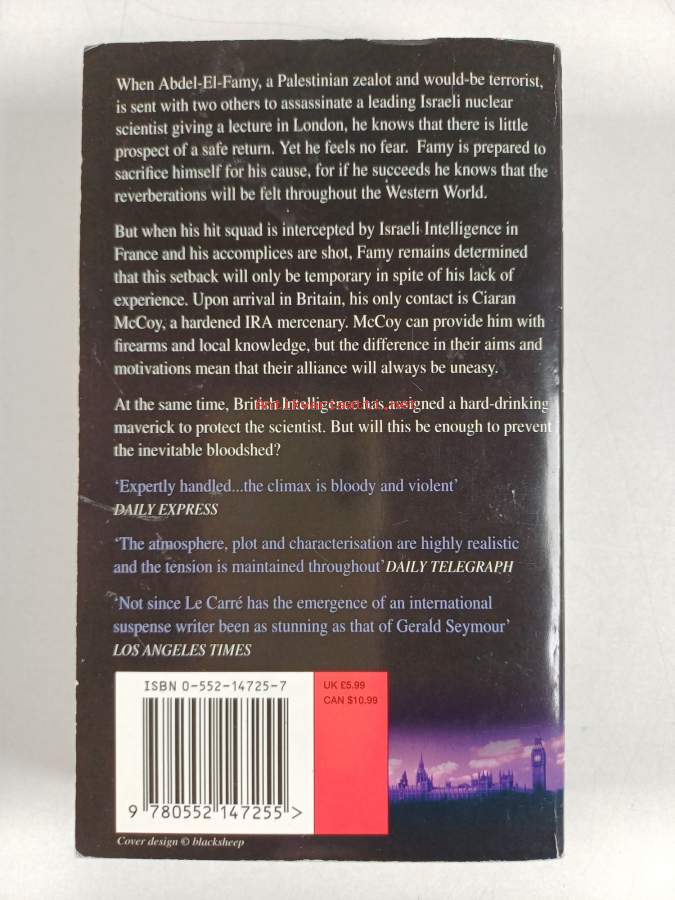 When Abdel-El-Famy, a Palestinian zealot and would-be terrorist,
is sent with two others to assassinate a leading Israeli nuclear
scientist giving a lecture in London, he knows that there is little
prospect of a safe return. Yet he feels no fear. Famy is prepared to
sacrifice himself for his cause, for if he succeeds he knows that the
reverberations will be felt throughout the Western World.
But when his hit squad is intercepted by Israeli Intelligence in
France and his accomplices are shot, Famy remains determined
that this setback will only be temporary in spite of his lack of
experience. Upon arrival in Britain, his only contact is Ciaran
McCoy, a hardened IRA mercenary. McCoy can provide him with
firearms and local knowledge, but the difference in their aims and
motivations mean that their alliance will always be uneasy.
At the same time, British Intelligence has assigned a hard-drinking
maverick to protect the scientist. But will this be enough to prevent
the inevitable bloodshed?
'Expertly handled...the climax is bloody and violent'
DAILY EXPRESS
'The atmosphere, plot and characterisation are highly realistic
and the tension is maintained throughout' DAILY TELEGRAPH
'Not since Le Carré has the emergence of an international
suspense writer been as stunning as that of Gerald Seymour'
LOS ANGELES TIMES
ISBN 0-552-14725-7
UK £5.99
CAN $10.99
9 780552 147255 >
Cover design © blacksheep